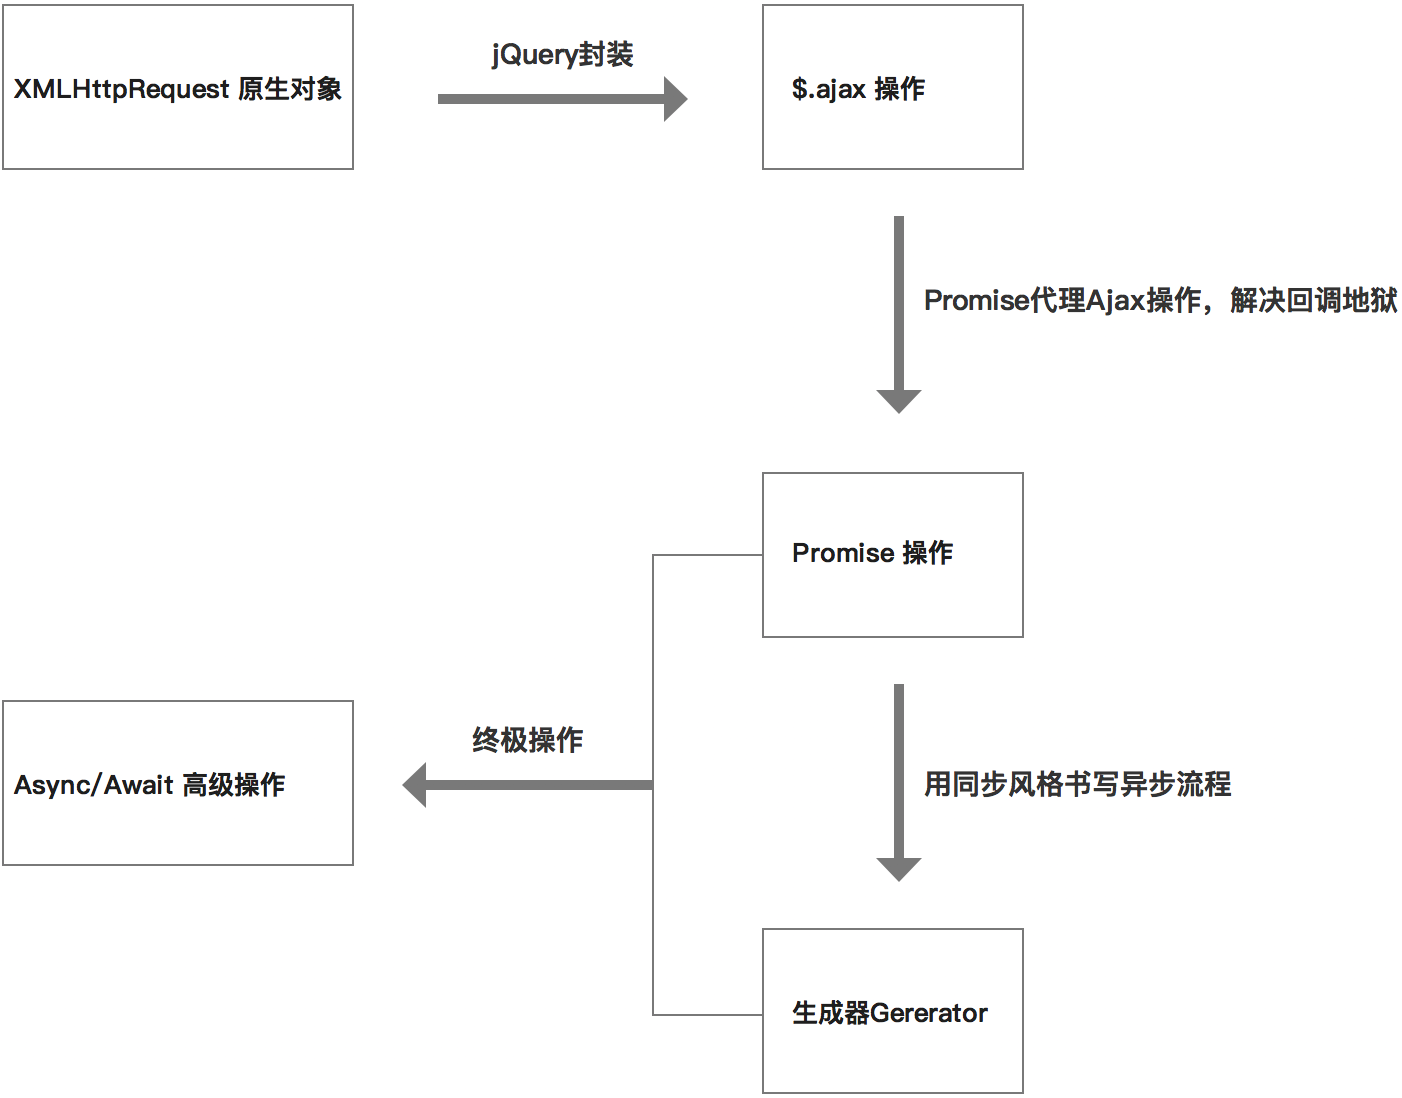 XMLHttpRequest 原生对象
jQuery封装
$.ajax 操作
Promise代理Ajax操作，解决回调地狱
Promise 操作
终极操作
Async/Await 高级操作
用同步风格书写异步流程
生成器Gererator